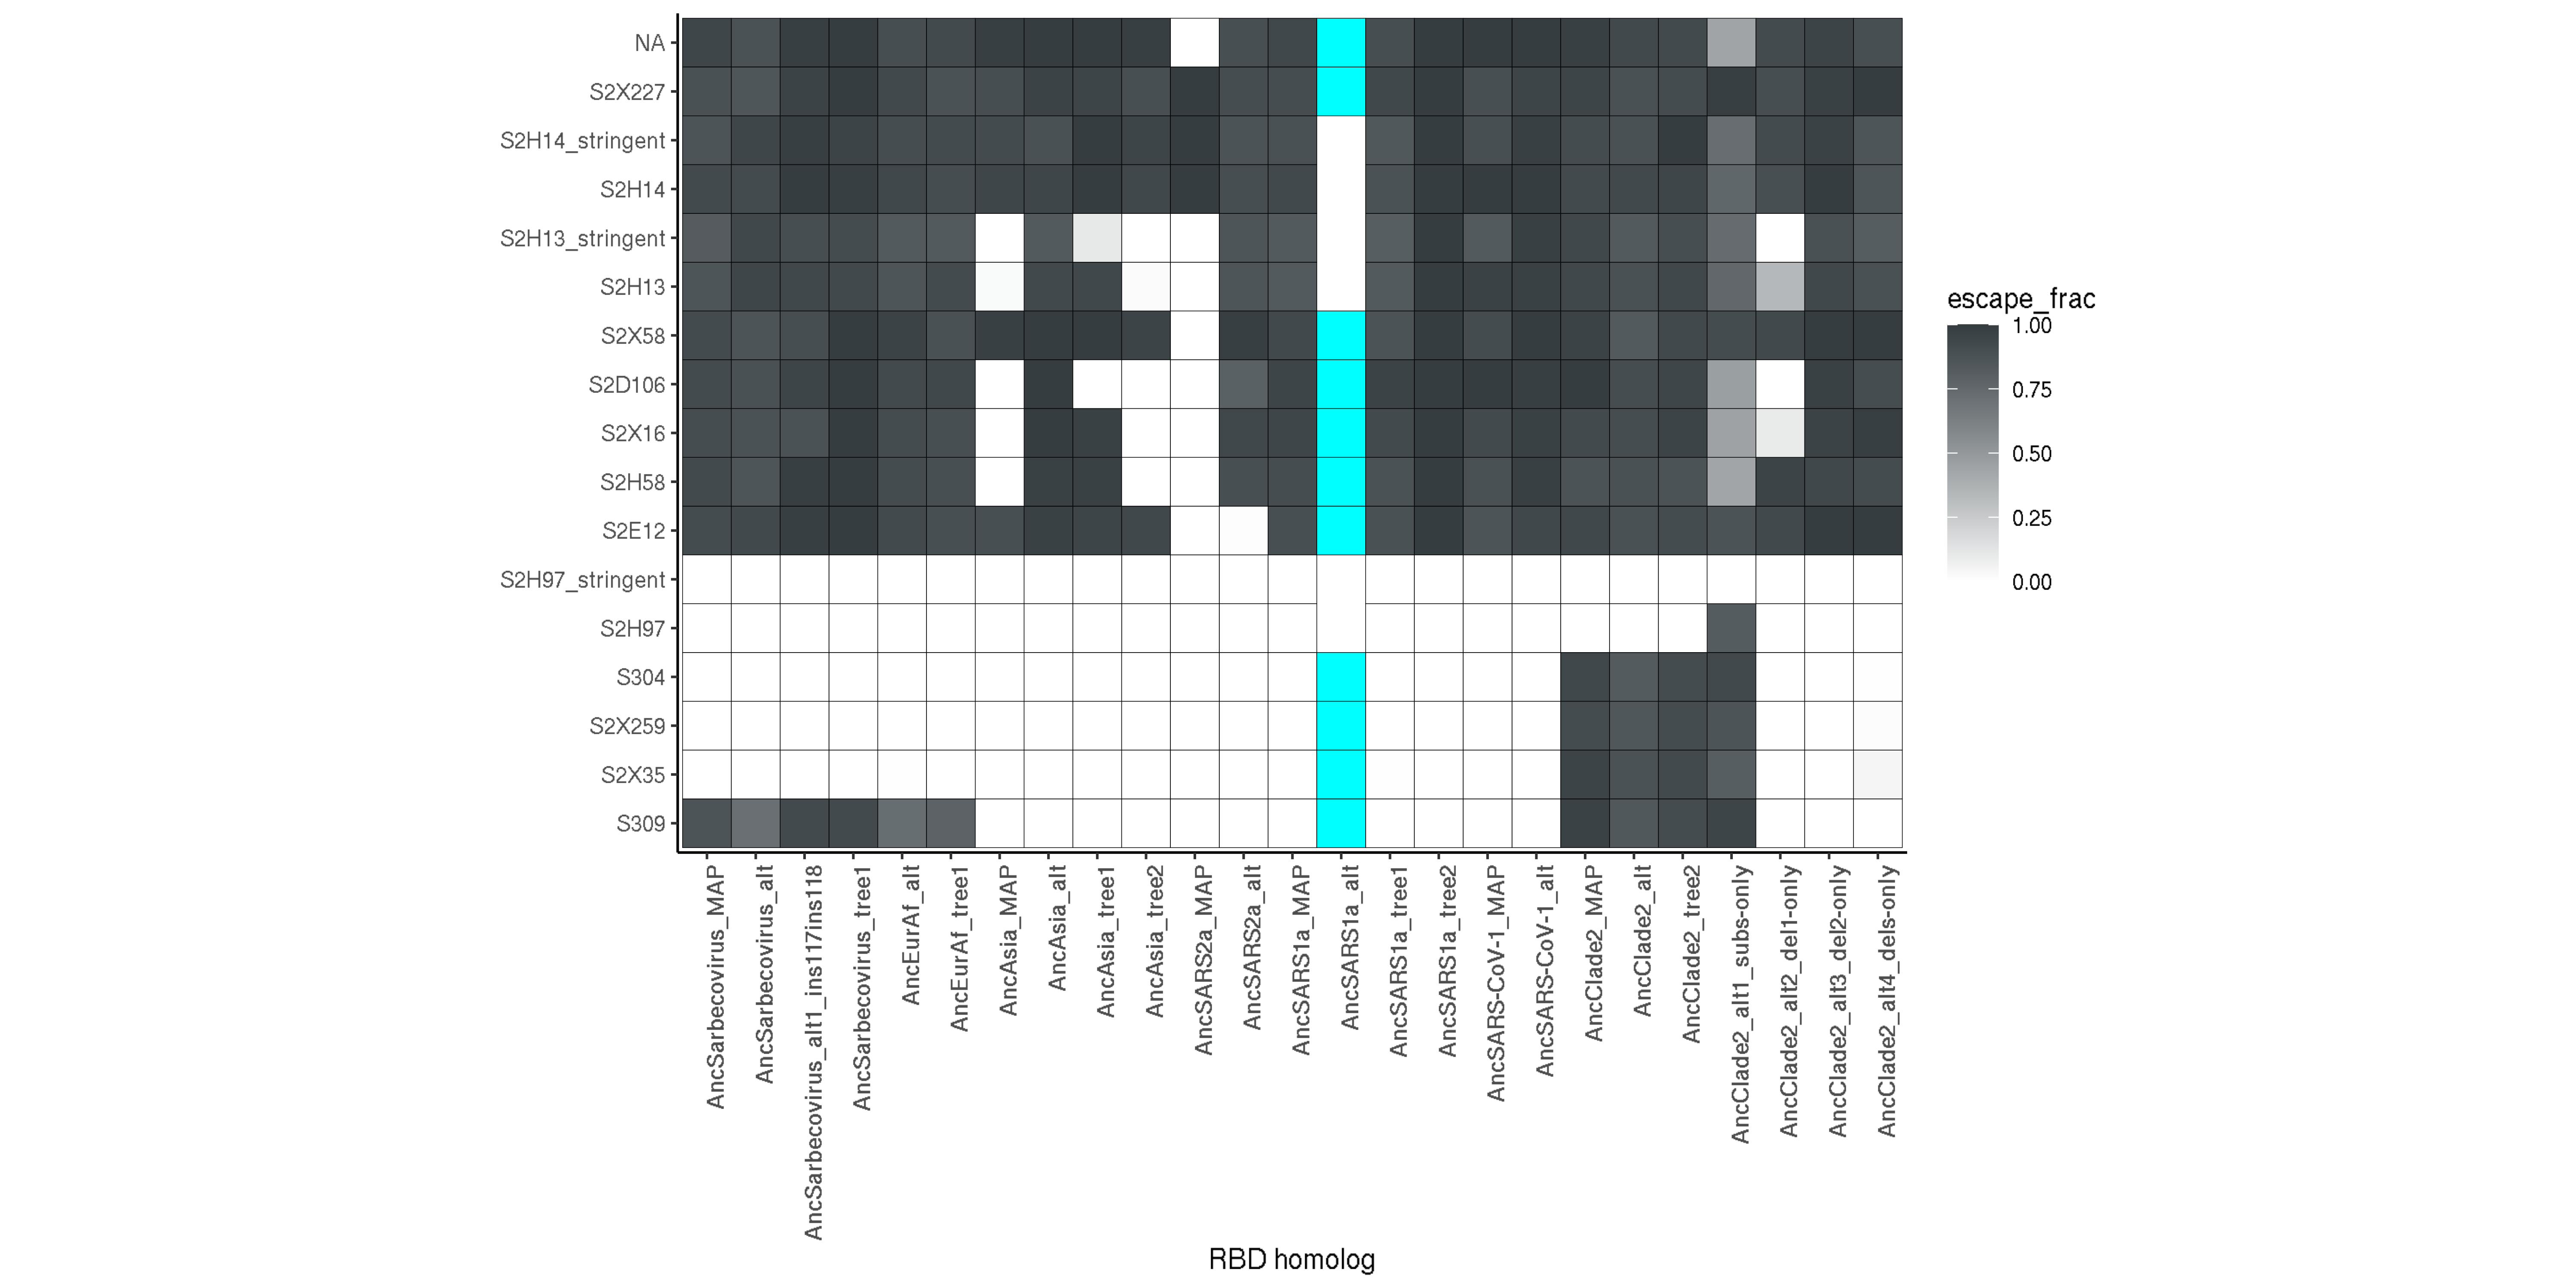 NA
S2X227
S2H14_stringent
S2H14
S2H13_stringent
S2H13
S2X58
S2D106
S2X16
S2H58
S2E12
S2H97_stringent
S2H97
S304
S2X259
S2X35
S309
AncSarbecovirus_MAP
AncSarbecovirus_alt
AncSarbecovirus_alt1_ins117ins118
AncSarbecovirus_tree1
AncEurAf_alt
AncEurAf_tree1
AncAsia_MAP
AncAsia_alt
AncAsia_tree1
AncAsia_tree2
AncSARS2a_MAP
AncSARS2a_alt
AncSARS1a_MAP
AncSARS1a_alt
AncSARS1a_tree1
AncSARS1a_tree2
AncSARS-CoV-1_MAP
AncSARS-CoV-1_alt
AncClade2_MAP
AncClade2_alt
AncClade2_tree2
AncClade2_alt1_subs-only
AncClade2_alt2_del1-only
AncClade2_alt3_del2-only
AncClade2_alt4_dels-only
RBD homolog
escape_frac
1.00
0.75
0.50
0.25
0.00